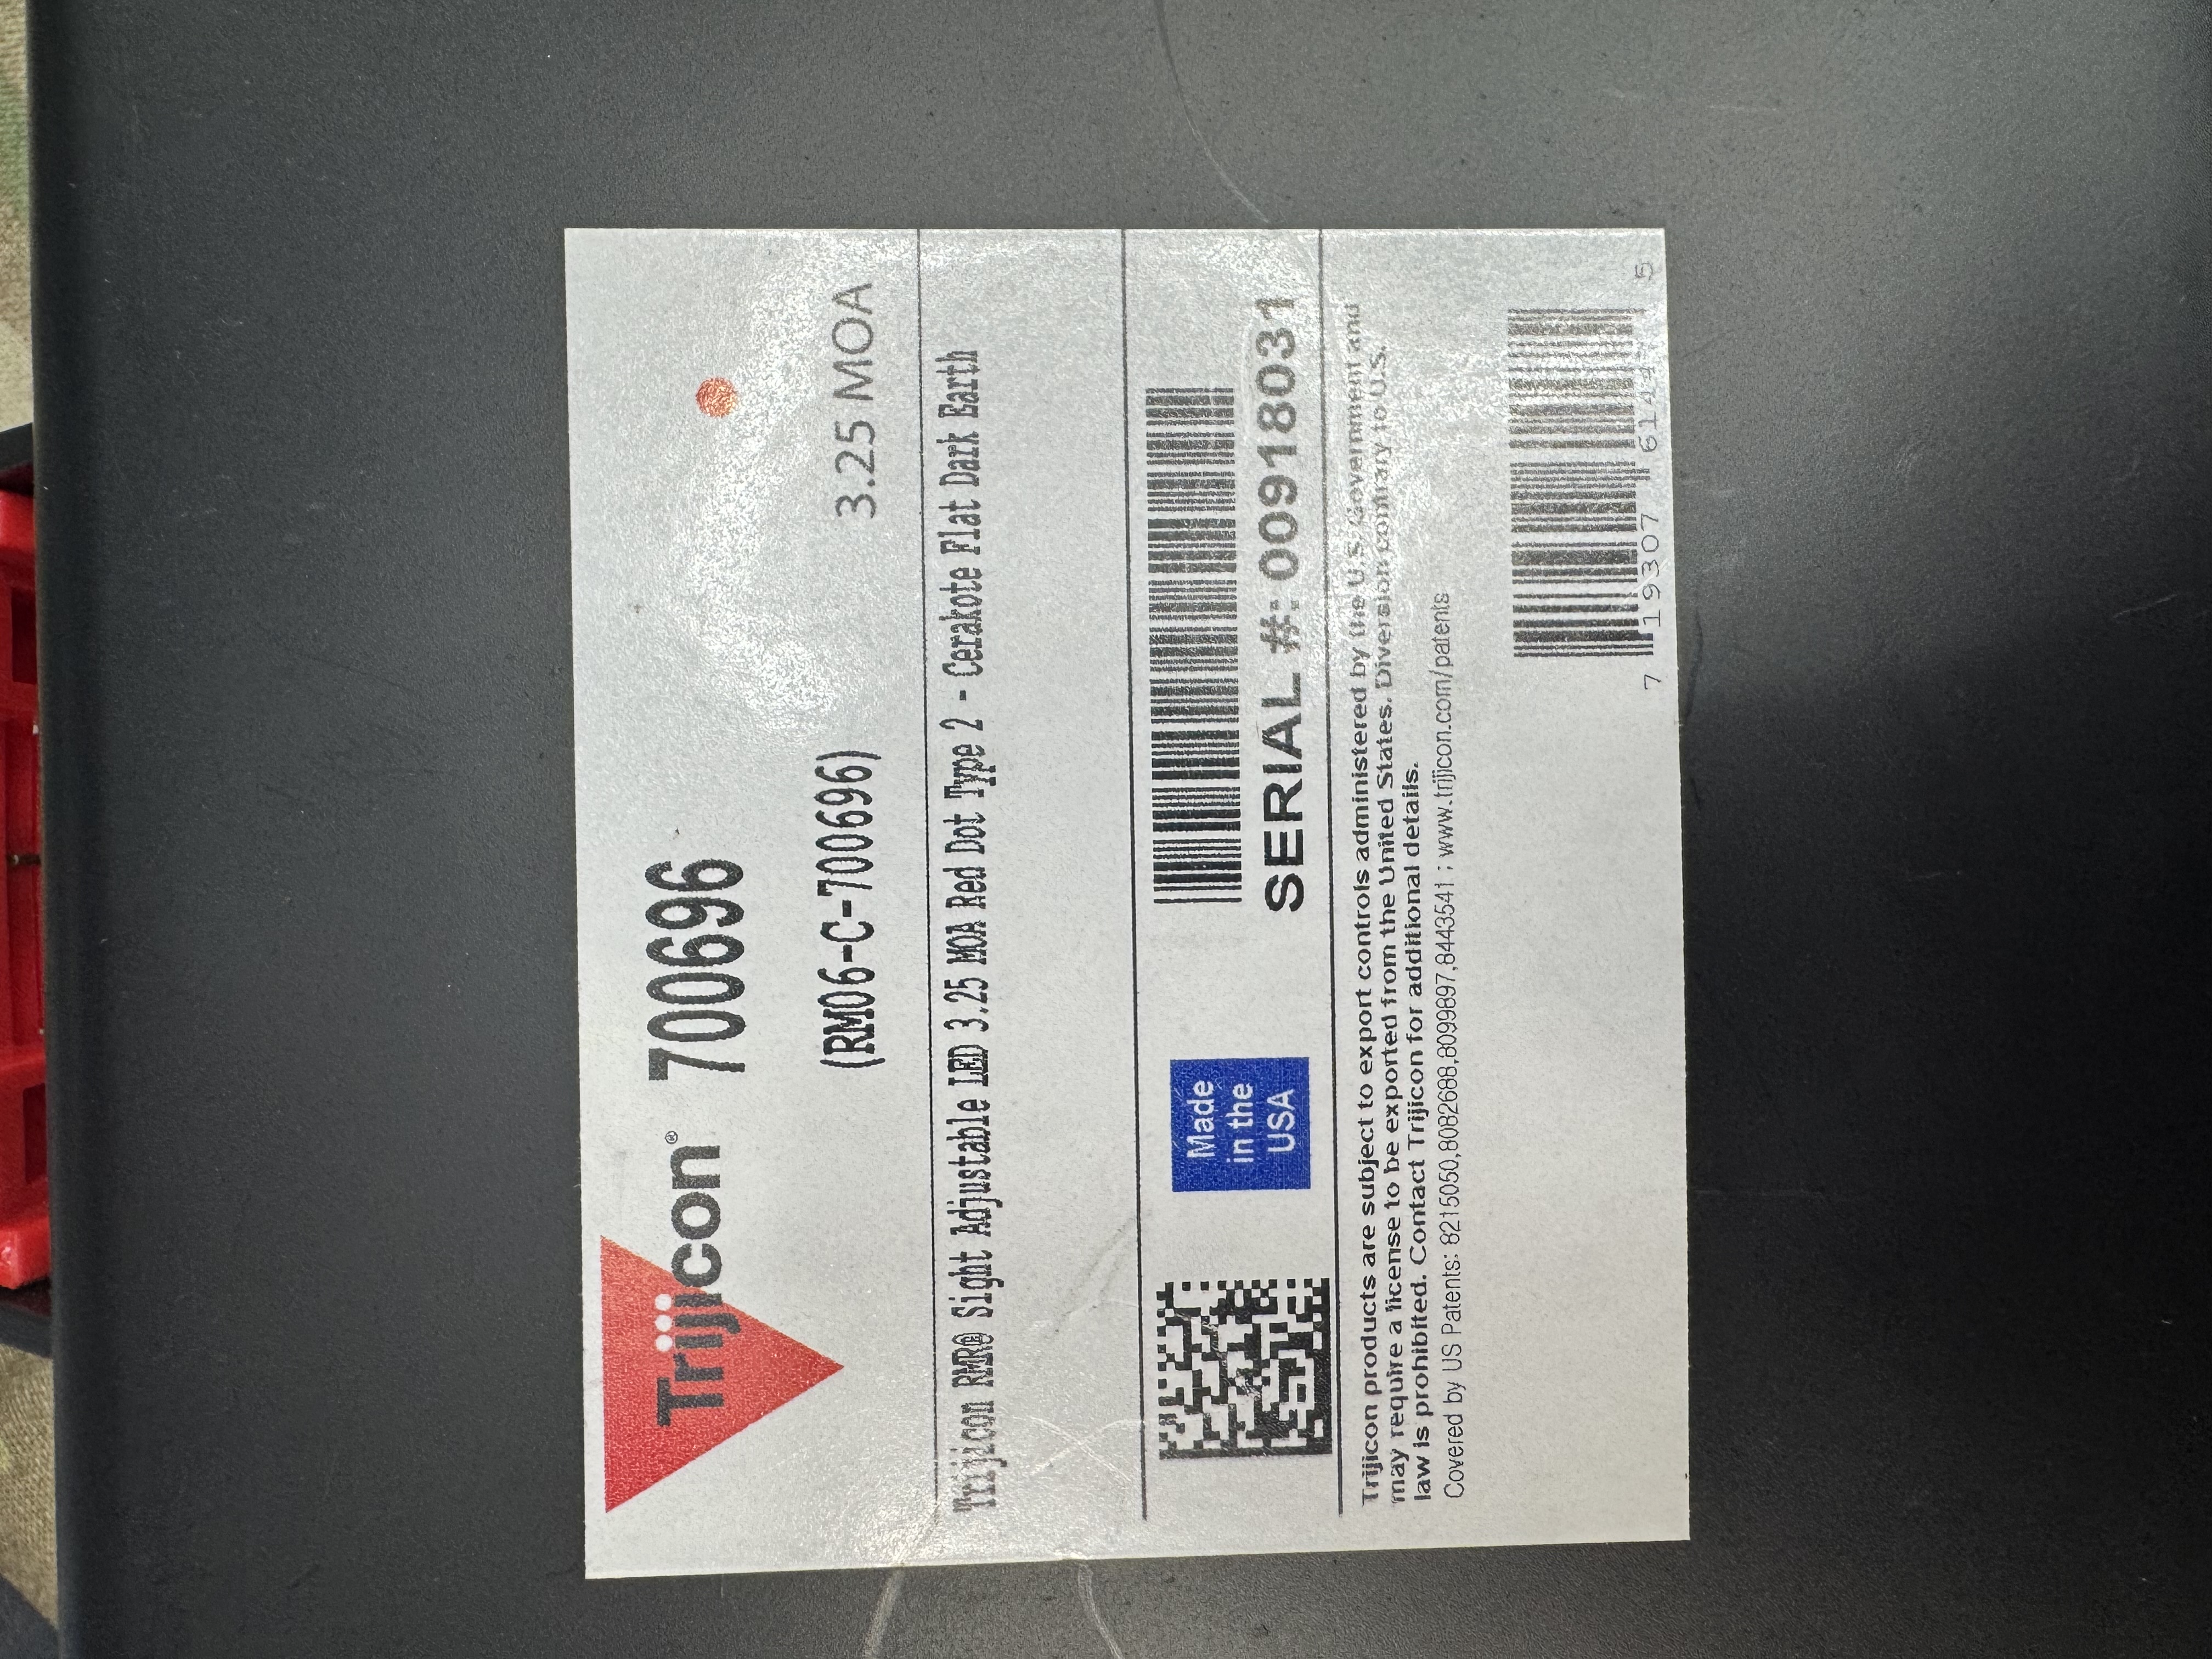 Trijicon® 700696
(RM06-C-700696)
3.25 MOA
Trijicon RMR® Sight Adjustable LED 3.25 MOA Red Dot Type 2 - Cerakote Flat Dark Earth
Made
in the
USA
SERIAL #: 00918031
Trijicon products are subject to export controls administered by the U.S. Government and
may require a license to be exported from the United States. Diversion contrary to U.S.
law is prohibited. Contact Trijicon for additional details.
Covered by US Patents: 8215050,8082688,8099897,8443541 ; www.trijicon.com/patents
7 19307 5